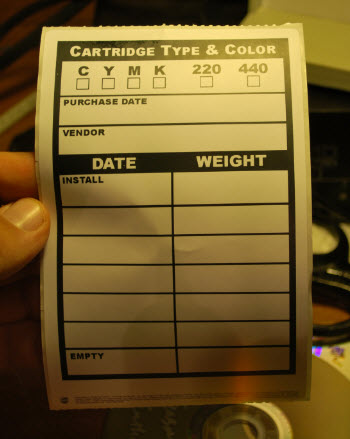 CARTRIDGE TYPE & COLOR
C Y M K 220 440
PURCHASE DATE
VENDOR
DATE WEIGHT
INSTALL
EMPTY